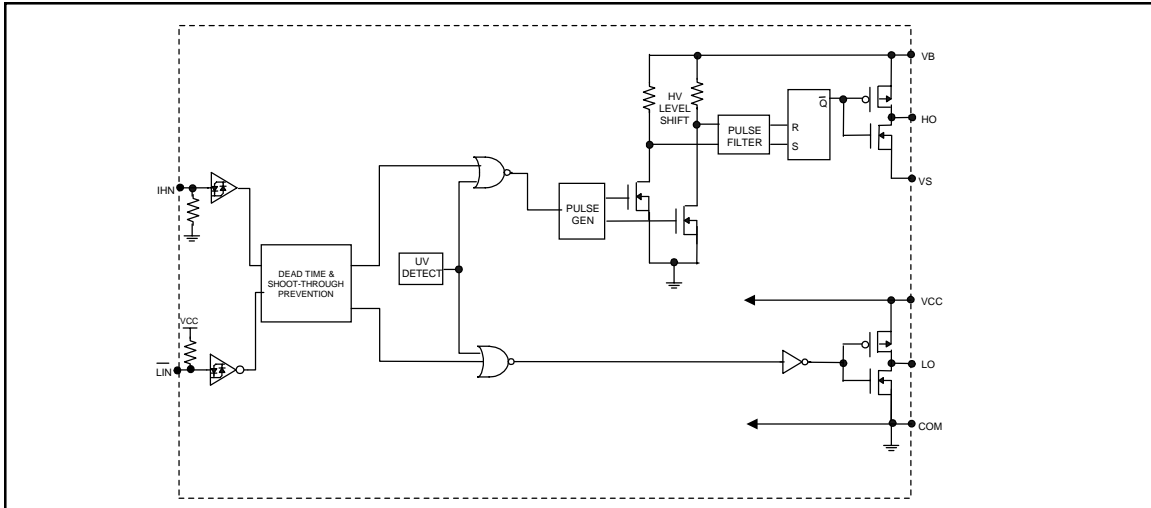 VB
HV
LEVEL
SHIFT
Q̅
HO
PULSE
FILTER
R
S
VS
IHN
PULSE
GEN
UV
DETECT
DEAD TIME &
SHOOT-THROUGH
PREVENTION
VCC
VCC
L̅I̅N̅
LO
COM